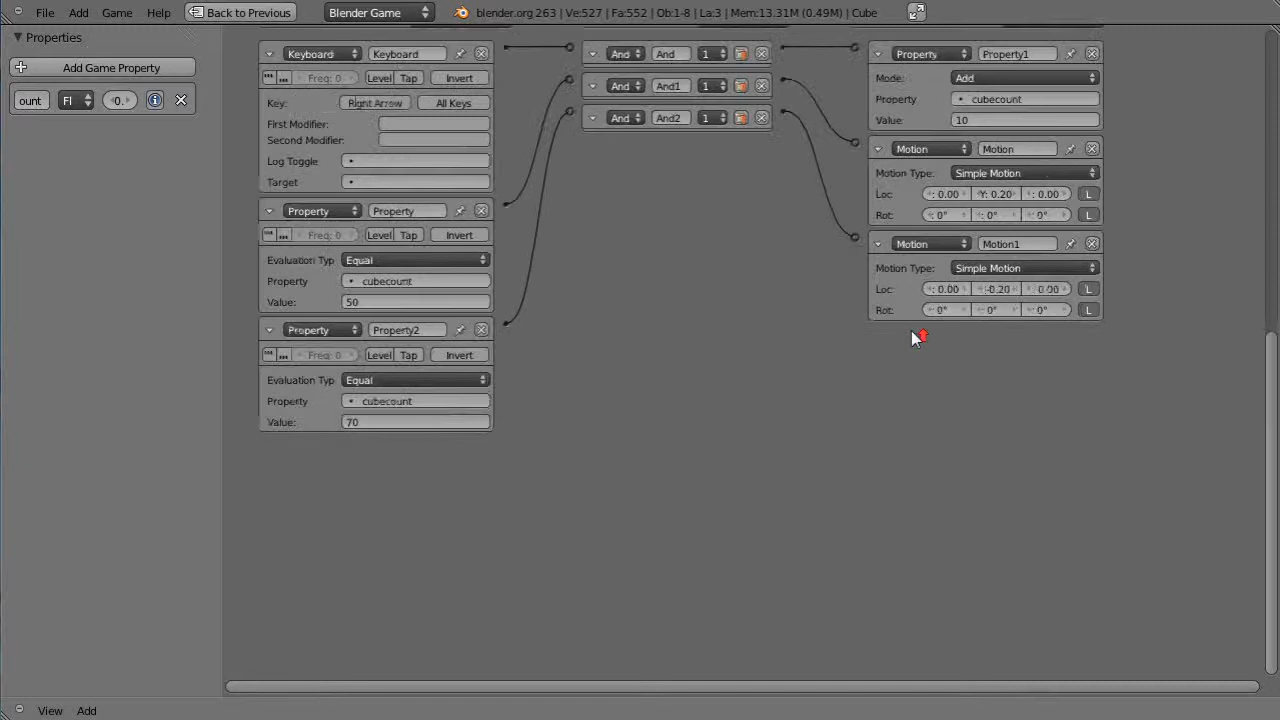 File Add Game Help Back to Previous Blender Game blender.org 263 | Ve:527 | Fa:552 | Ob:1-8 | La:3 | Mem:13.31M (0.49M) | Cube
Properties
Add Game Property
ount Fl 0.
Keyboard Keyboard
Freq: 0 Level Tap Invert
Key: Right Arrow All Keys
First Modifier:
Second Modifier:
Log Toggle
Target
Property Property
Freq: 0 Level Tap Invert
Evaluation Typ Equal
Property cubecount
Value: 50
Property Property2
Freq: 0 Level Tap Invert
Evaluation Typ Equal
Property cubecount
Value: 70
And And 1
And And1 1
And And2 1
Property Property1
Mode: Add
Property cubecount
Value: 10
Motion Motion
Motion Type: Simple Motion
Loc: : 0.00 Y: 0.20 : 0.00 L
Rot: : 0° : 0° : 0° L
Motion Motion1
Motion Type: Simple Motion
Loc: : 0.00 -0.20 : 0.00 L
Rot: : 0° : 0° : 0° L
View Add